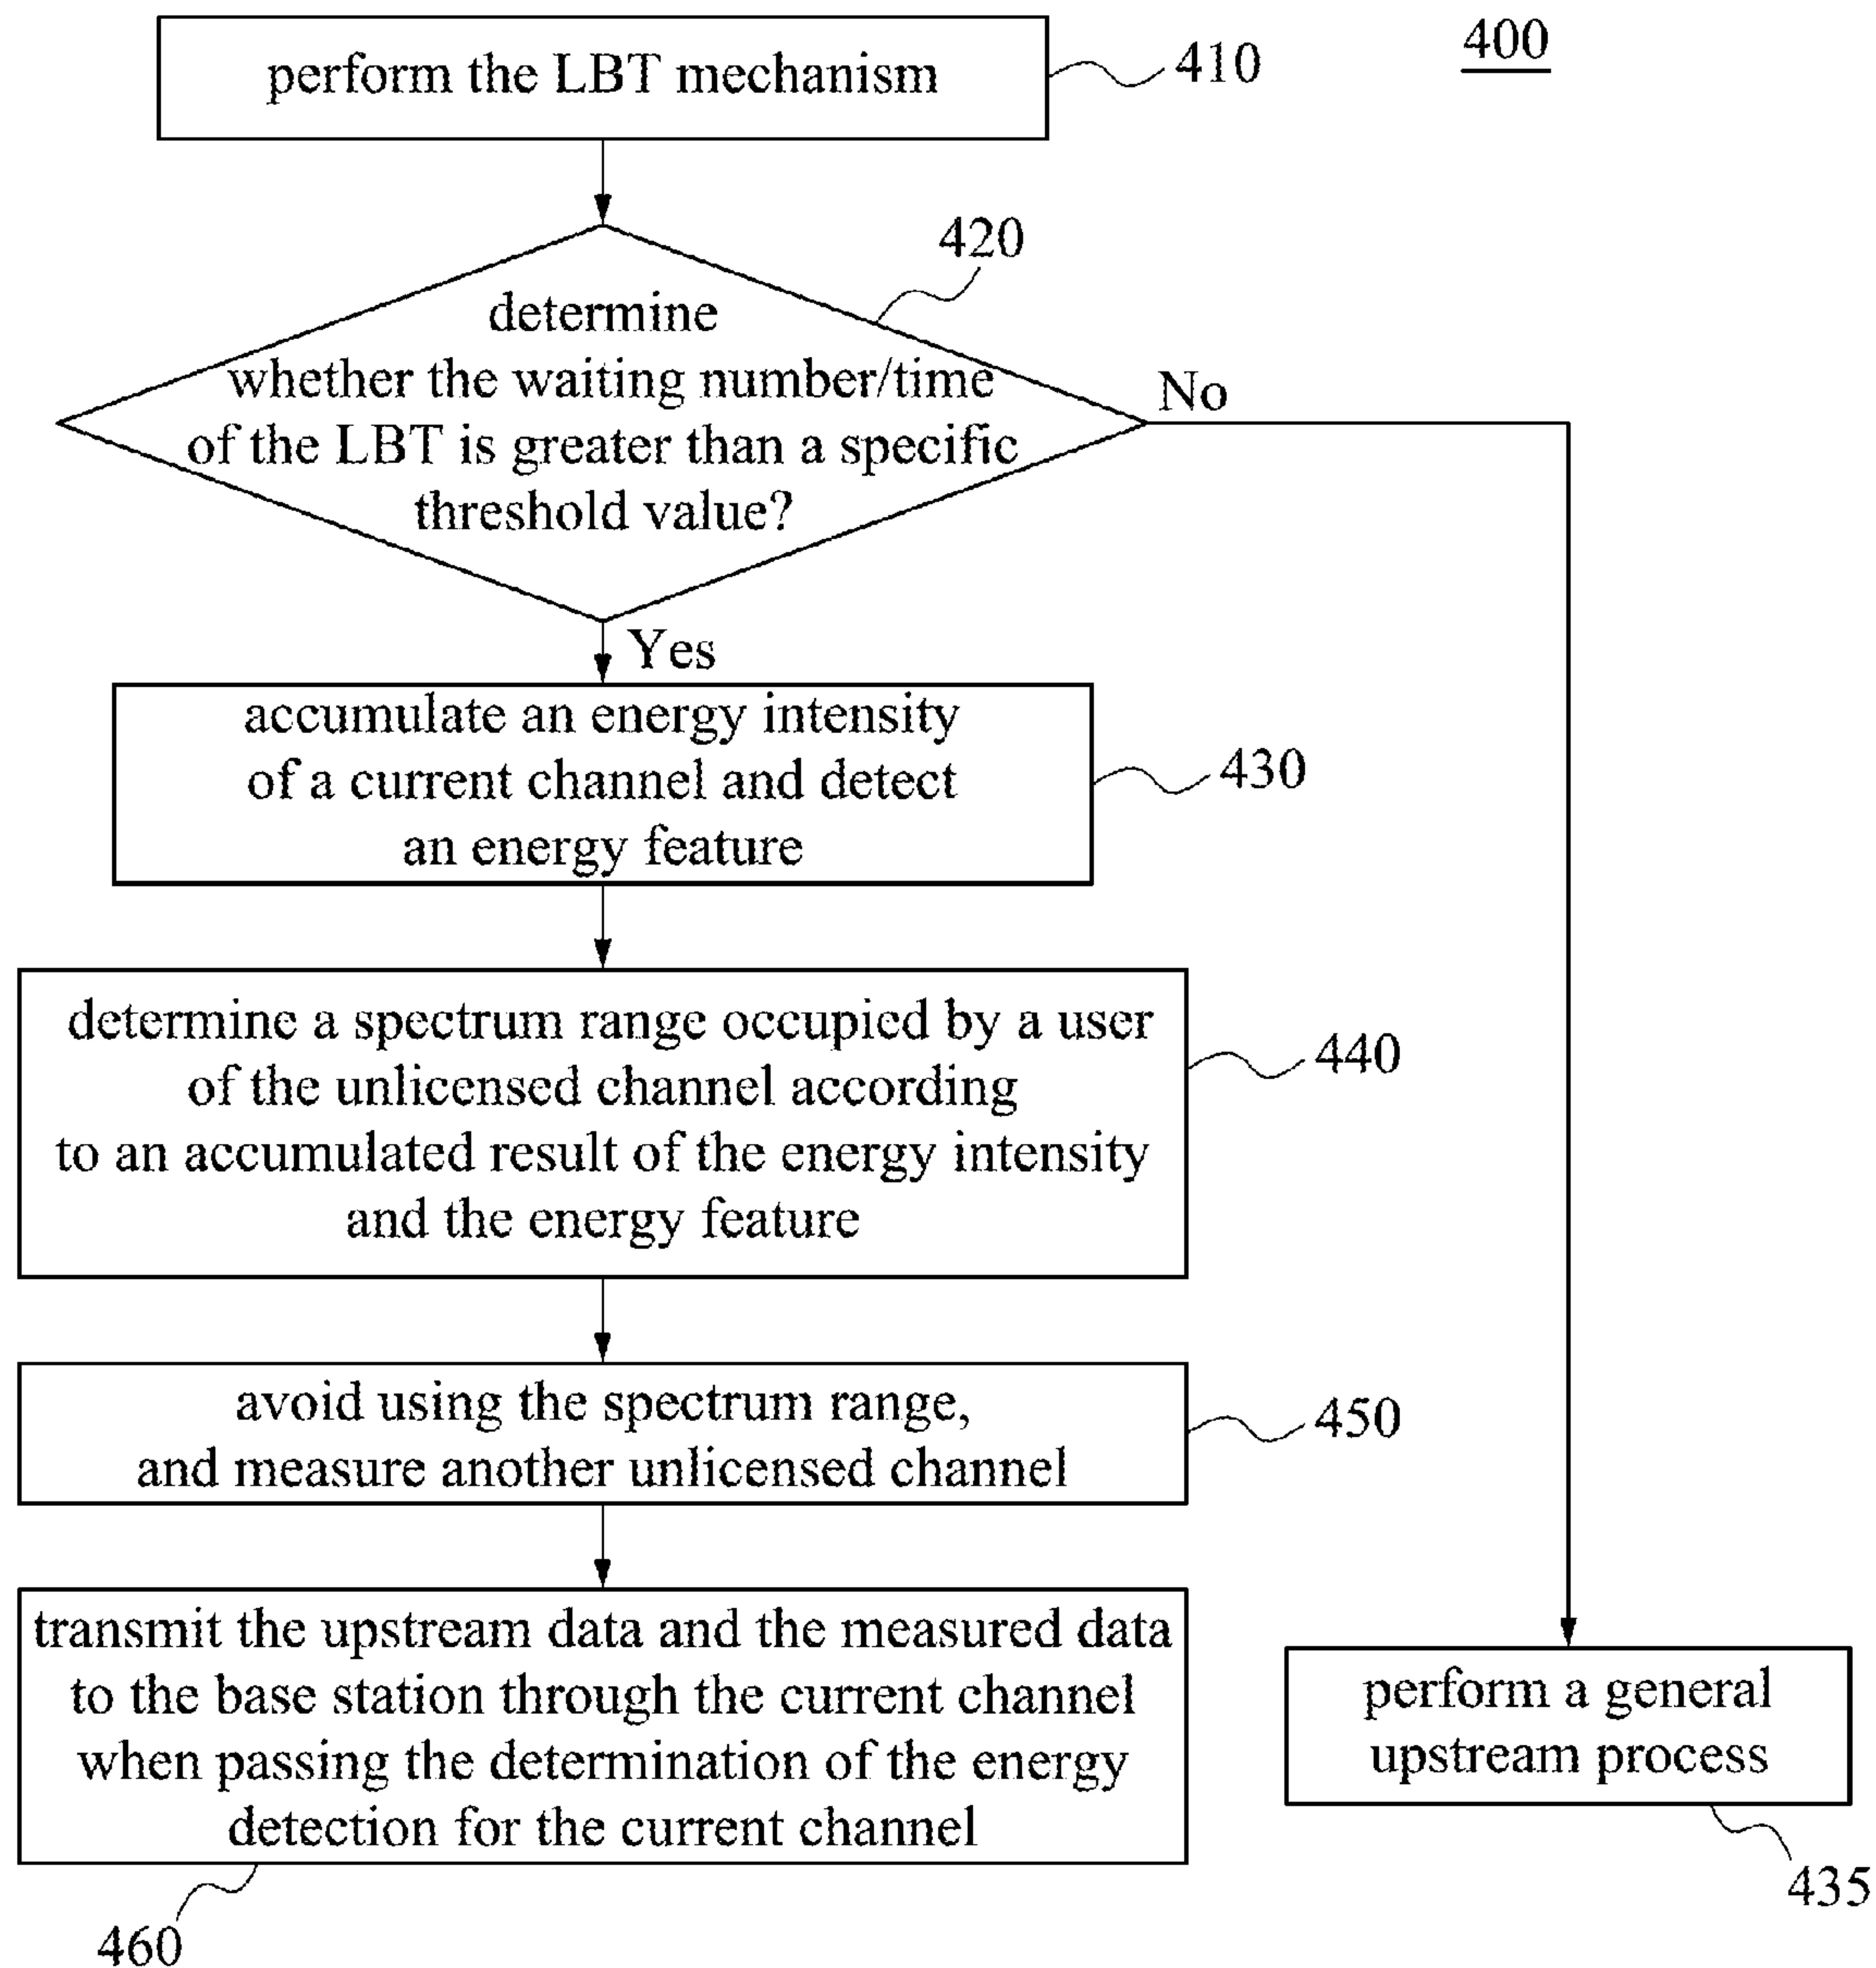 400
perform the LBT mechanism
410
420
determine
whether the waiting number/time
of the LBT is greater than a specific
threshold value?
No
Yes
accumulate an energy intensity
of a current channel and detect
an energy feature
430
determine a spectrum range occupied by a user
of the unlicensed channel according
to an accumulated result of the energy intensity
and the energy feature
440
avoid using the spectrum range,
and measure another unlicensed channel
450
transmit the upstream data and the measured data
to the base station through the current channel
when passing the determination of the energy
detection for the current channel
460
perform a general
upstream process
435